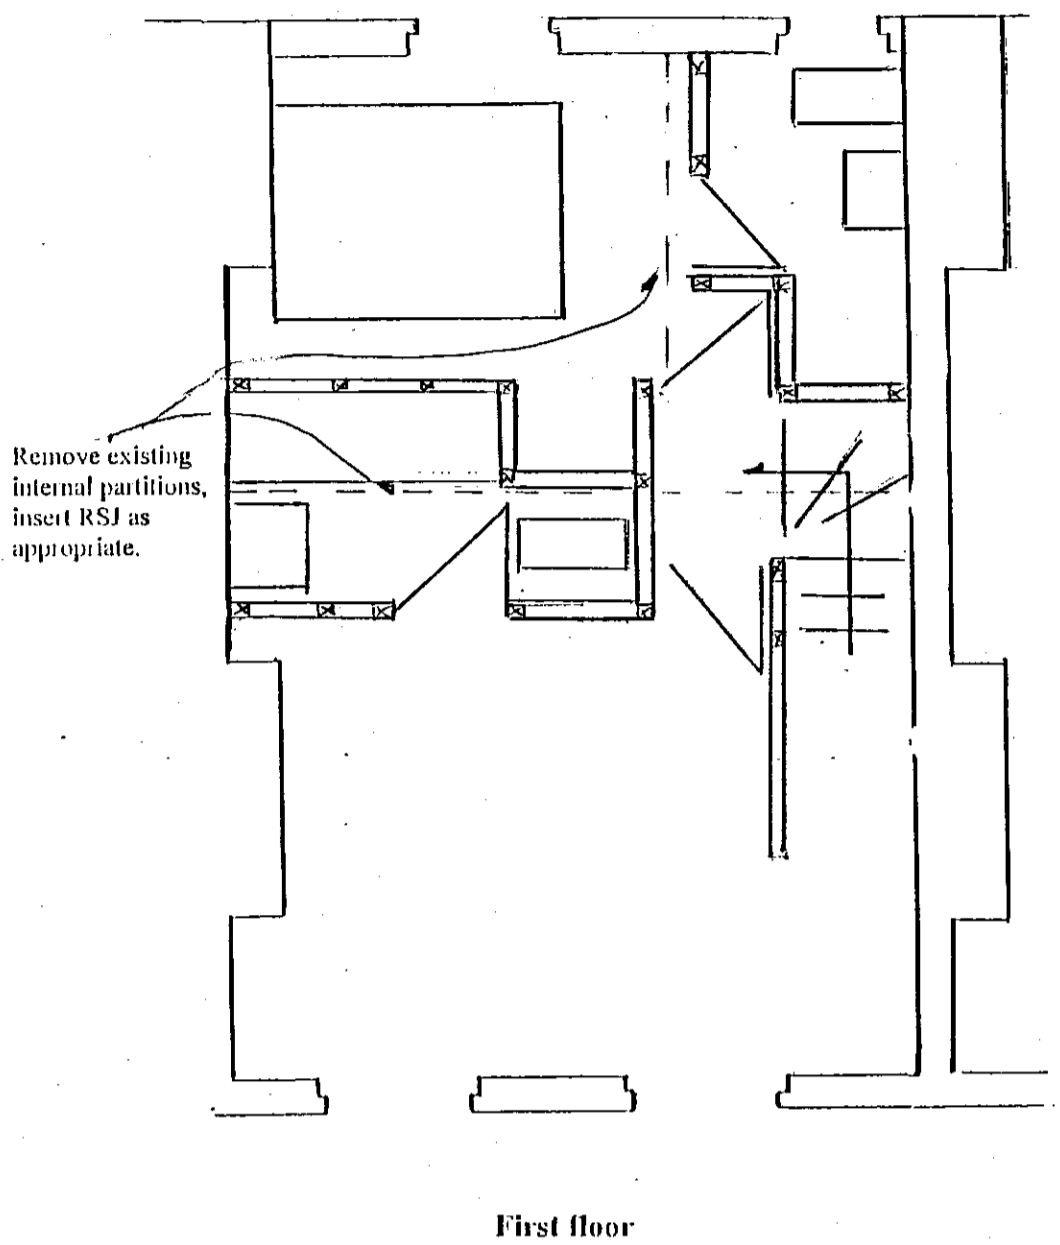 Remove existing
internal partitions,
insert RSJ as
appropriate.
First floor